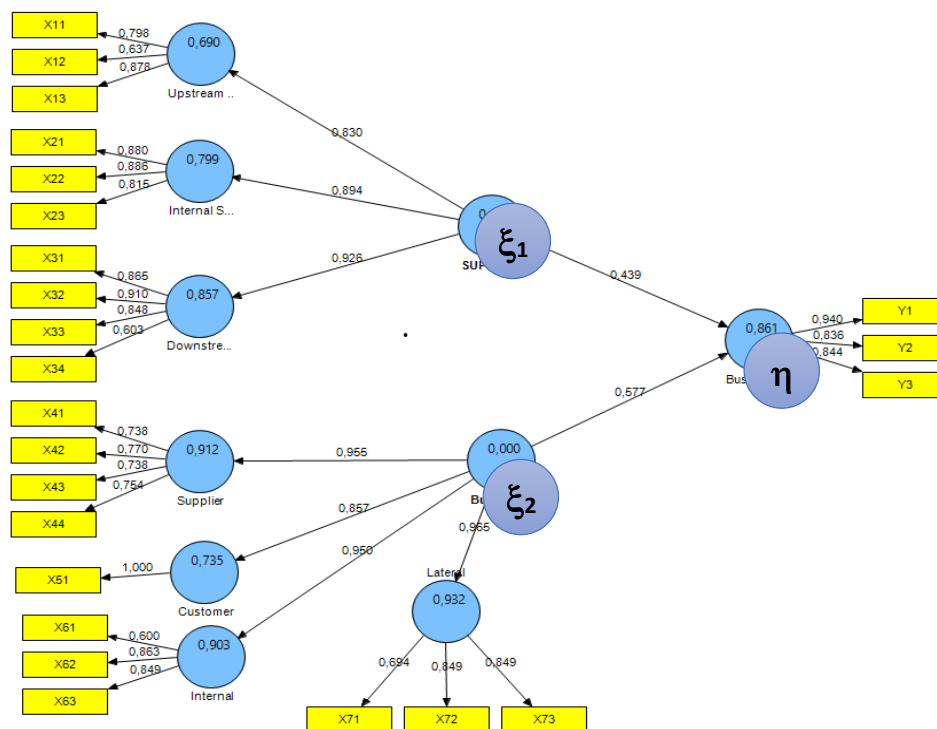 X11
0,798
X12
0,637
X13
0,878
0,690
Upstream ..
0,830
X21
0,880
X22
0,886
X23
0,815
0,799
Internal S...
0,894
X31
0,865
X32
0,910
X33
0,848
X34
0,603
0,857
Downstre...
0,926
ξ1
0,439
0,861
η
0,940
Y1
0,836
Y2
0,844
Y3
X41
0,738
X42
0,770
X43
0,738
X44
0,754
0,912
Supplier
0,955
0,000
ξ2
0,577
0,857
0,950
0,965
X51
1,000
0,735
Customer
X61
0,600
X62
0,863
X63
0,849
0,903
Internal
Lateral
0,932
0,694
0,849
0,849
X71
X72
X73